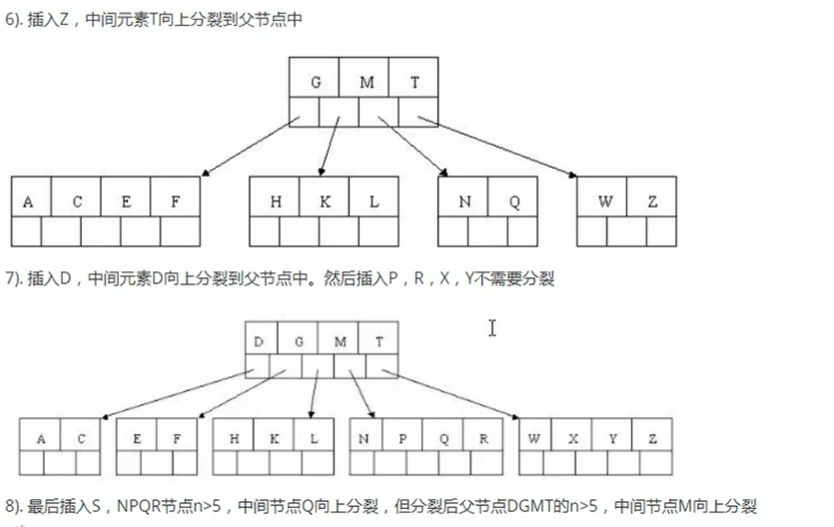 6). 插入Z，中间元素T向上分裂到父节点中
G M T
A C E F H K L N Q W Z
7). 插入D，中间元素D向上分裂到父节点中。然后插入P，R，X，Y不需要分裂
D G M T
A C E F H K L N P Q R W X Y Z
8). 最后插入S，NPQR节点n>5，中间节点Q向上分裂，但分裂后父节点DGMT的n>5，中间节点M向上分裂